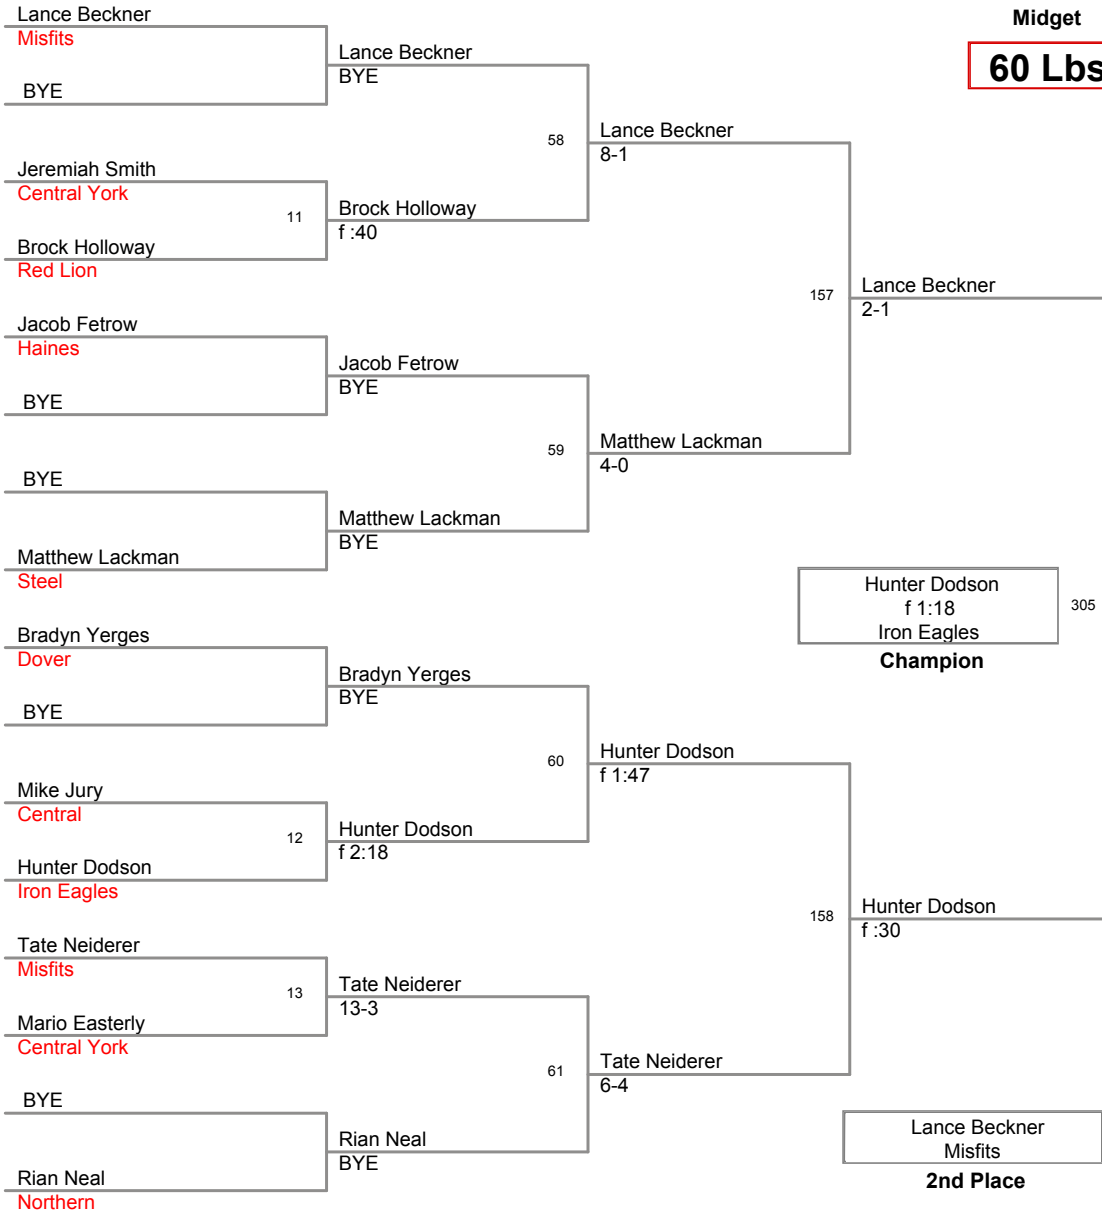 Lance Beckner
Misfits
BYE
Jeremiah Smith
Central York
11
Brock Holloway
Red Lion
Jacob Fetrow
Haines
BYE
BYE
Matthew Lackman
Steel
Bradyn Yerges
Dover
BYE
Mike Jury
Central
12
Hunter Dodson
Iron Eagles
Tate Neiderer
Misfits
13
Mario Easterly
Central York
BYE
Rian Neal
Northern
Lance Beckner
BYE
58
Brock Holloway
f :40
Jacob Fetrow
BYE
59
Matthew Lackman
BYE
Bradyn Yerges
BYE
60
Hunter Dodson
f 2:18
Tate Neiderer
13-3
61
Rian Neal
BYE
Lance Beckner
8-1
157
Matthew Lackman
4-0
Hunter Dodson
f 1:47
158
Tate Neiderer
6-4
Midget
60 Lbs
Lance Beckner
2-1
Hunter Dodson
f 1:18
Iron Eagles
305
Champion
Hunter Dodson
f :30
Lance Beckner
Misfits
2nd Place